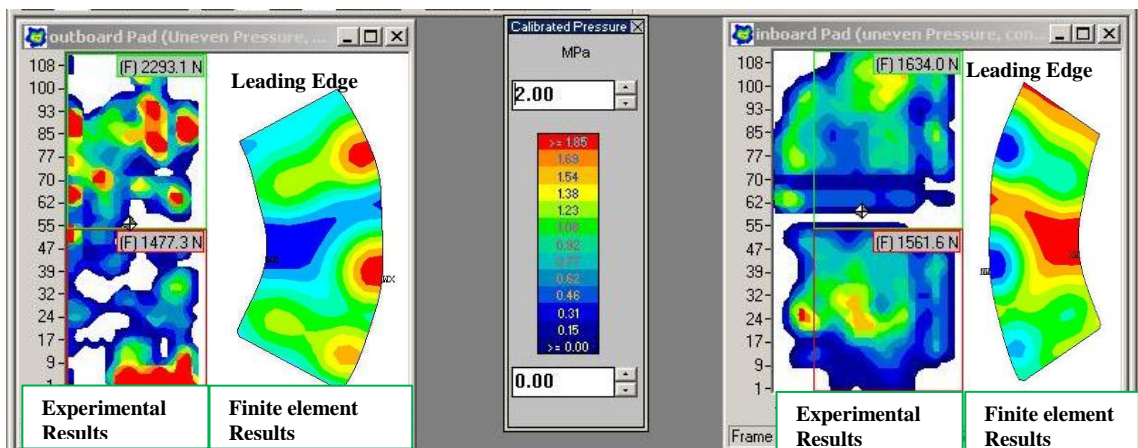 outboard Pad (Uneven Pressure, ...
108
100
93
85
77
70
62
55
47
39
32
24
17
9
1
(F) 2293.1 N
(F) 1477.3 N
Leading Edge
Experimental
Results
Finite element
Results
Calibrated Pressure
MPa
2.00
>= 1.85
1.69
1.54
1.38
1.23
1.08
0.92
0.77
0.62
0.46
0.31
0.15
>= 0.00
0.00
inboard Pad (uneven Pressure, con...
108
100
93
85
77
70
62
55
47
39
32
24
17
9
1
(F) 1634.0 N
(F) 1561.6 N
Leading Edge
Frame
Experimental
Results
Finite element
Results